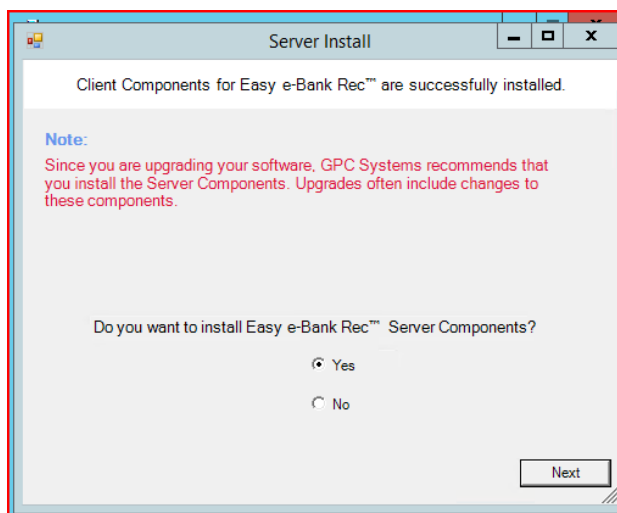 Server Install
Client Components for Easy e-Bank Rec™ are successfully installed.
Note:
Since you are upgrading your software, GPC Systems recommends that
you install the Server Components. Upgrades often include changes to
these components.
Do you want to install Easy e-Bank Rec™ Server Components?
Yes
No
Next